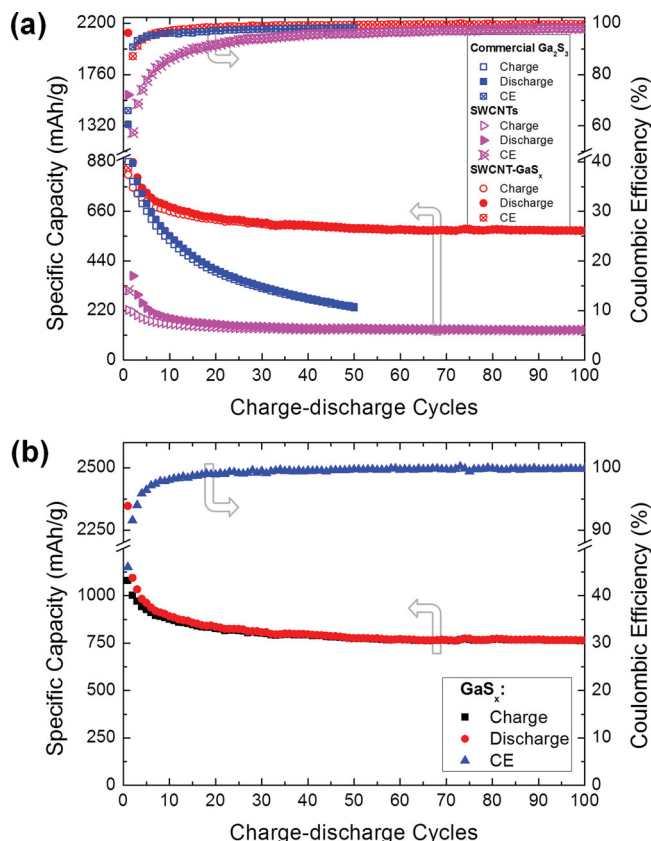 (a)
2200
1760
1320
880
660
440
220
0
Specific Capacity (mAh/g)
100
80
60
40
30
20
10
0
Coulombic Efficiency (%)
Commercial Ga2S3
Charge
Discharge
CE
SWCNTs
Charge
Discharge
CE
SWCNT-GaSx
Charge
Discharge
CE
0 10 20 30 40 50 60 70 80 90 100
Charge-discharge Cycles
(b)
2500
2250
1000
750
500
250
0
Specific Capacity (mAh/g)
100
90
40
30
20
10
0
Coulombic Efficiency (%)
GaSx:
Charge
Discharge
CE
0 10 20 30 40 50 60 70 80 90 100
Charge-discharge Cycles